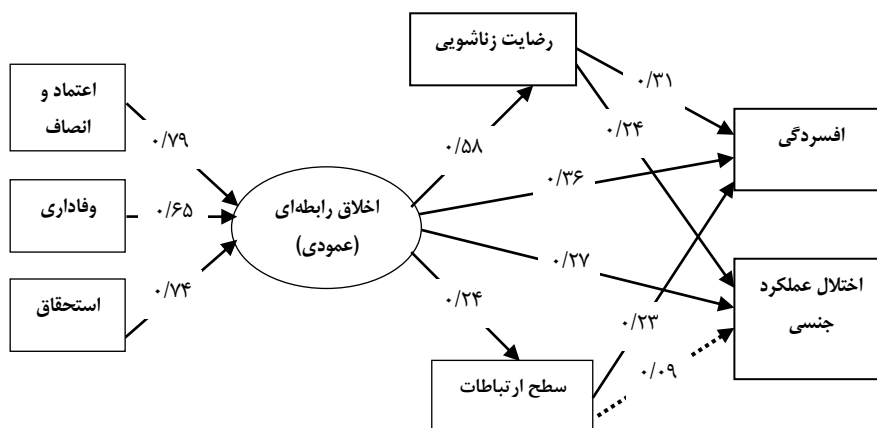 رضایت زناشویی
۰/۳۱
۰/۲۴
اعتماد و
انصاف
۰/۷۹
افسردگی
۰/۵۸
۰/۳۶
وفاداری
۰/۶۵
اخلاق رابطه‌ای
(عمودی)
۰/۲۷
استحقاق
۰/۷۴
۰/۲۴
اختلال عملکرد
جنسی
۰/۲۳
سطح ارتباطات
۰/۰۹